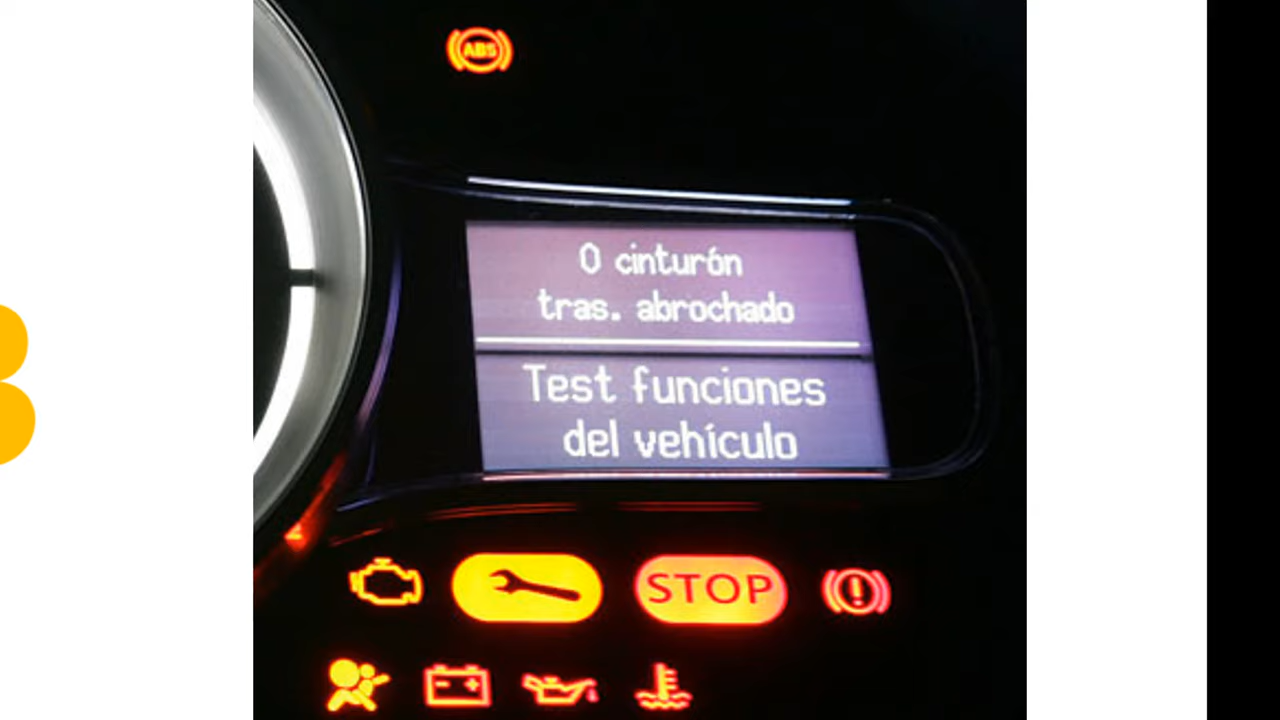 ABS
0 cinturón
tras. abrochado
Test funciones
del vehículo
STOP